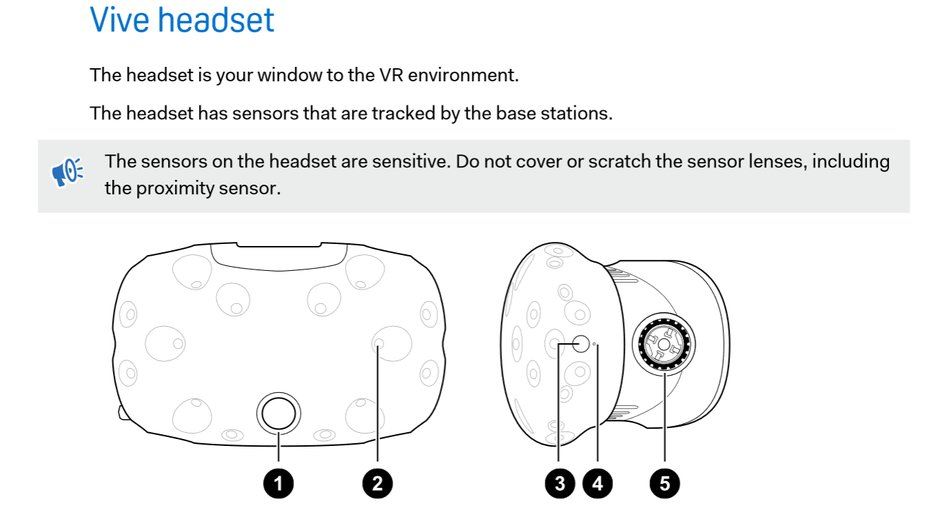 Vive headset
The headset is your window to the VR environment.
The headset has sensors that are tracked by the base stations.
The sensors on the headset are sensitive. Do not cover or scratch the sensor lenses, including
the proximity sensor.
1 2 3 4 5